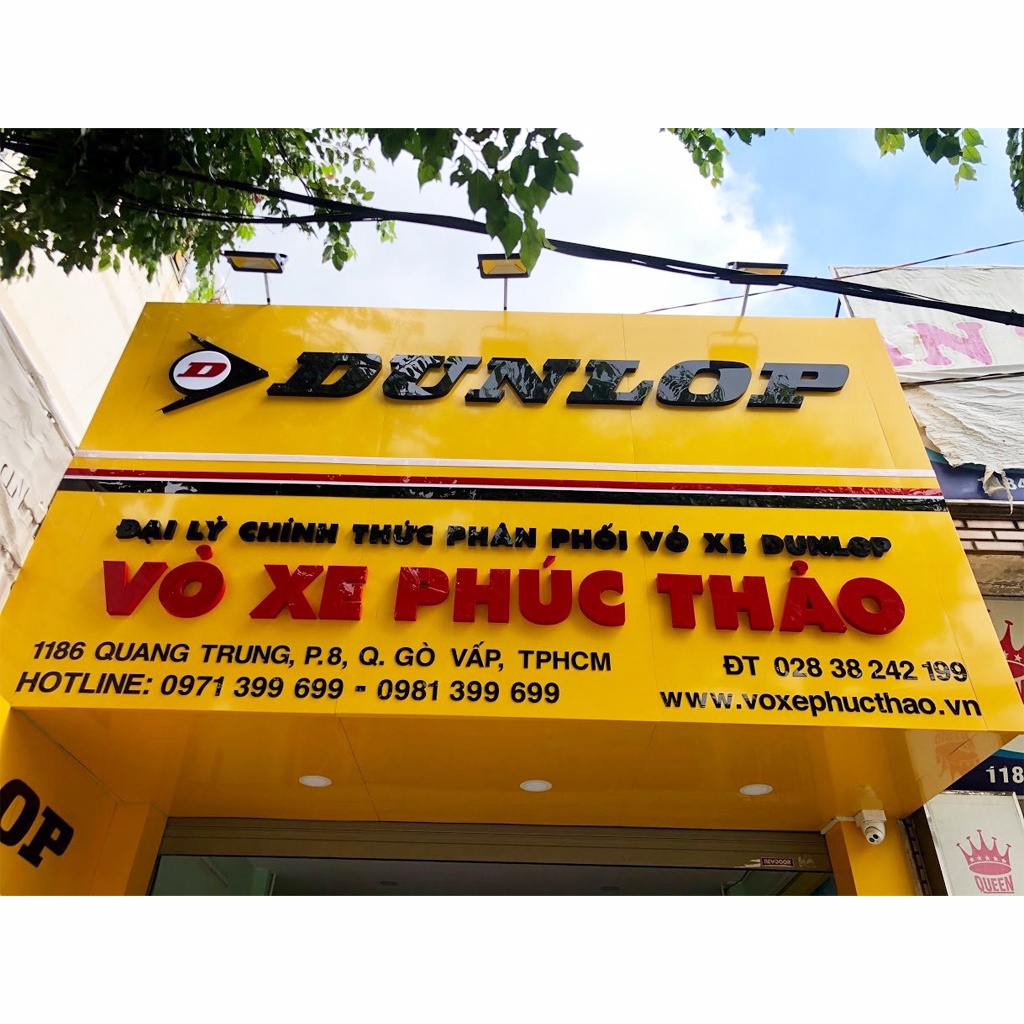 D DUNLOP
ĐẠI LÝ CHÍNH THỨC PHÂN PHỐI VỎ XE DUNLOP
VỎ XE PHÚC THẢO
1186 QUANG TRUNG, P.8, Q. GÒ VẤP, TPHCM
ĐT 028 38 242 199
HOTLINE: 0971 399 699 - 0981 399 699
www.voxephucthao.vn
OP
118
QUEEN